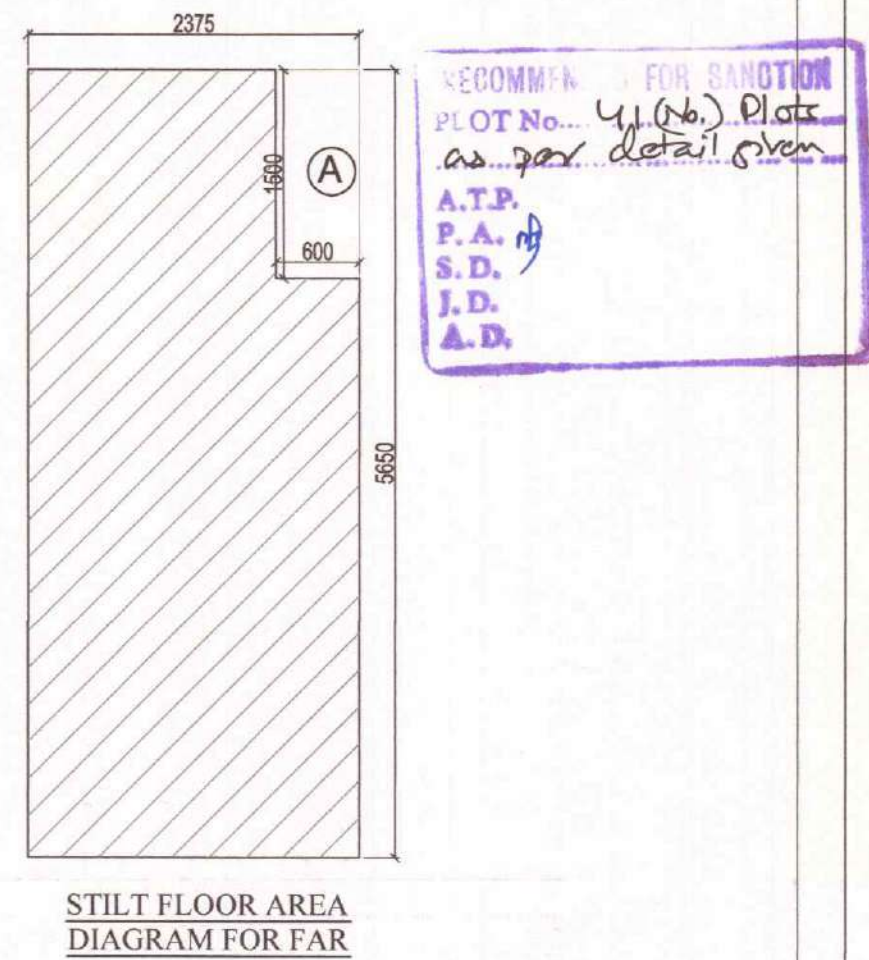 2375
RECOMMEN FOR SANCTION
PLOT No.... 41 (No.) Plots
as per detail given
1500
A
A.T.P.
P. A.
600
S. D.
J. D.
A. D.
5650
STILT FLOOR AREA
DIAGRAM FOR FAR